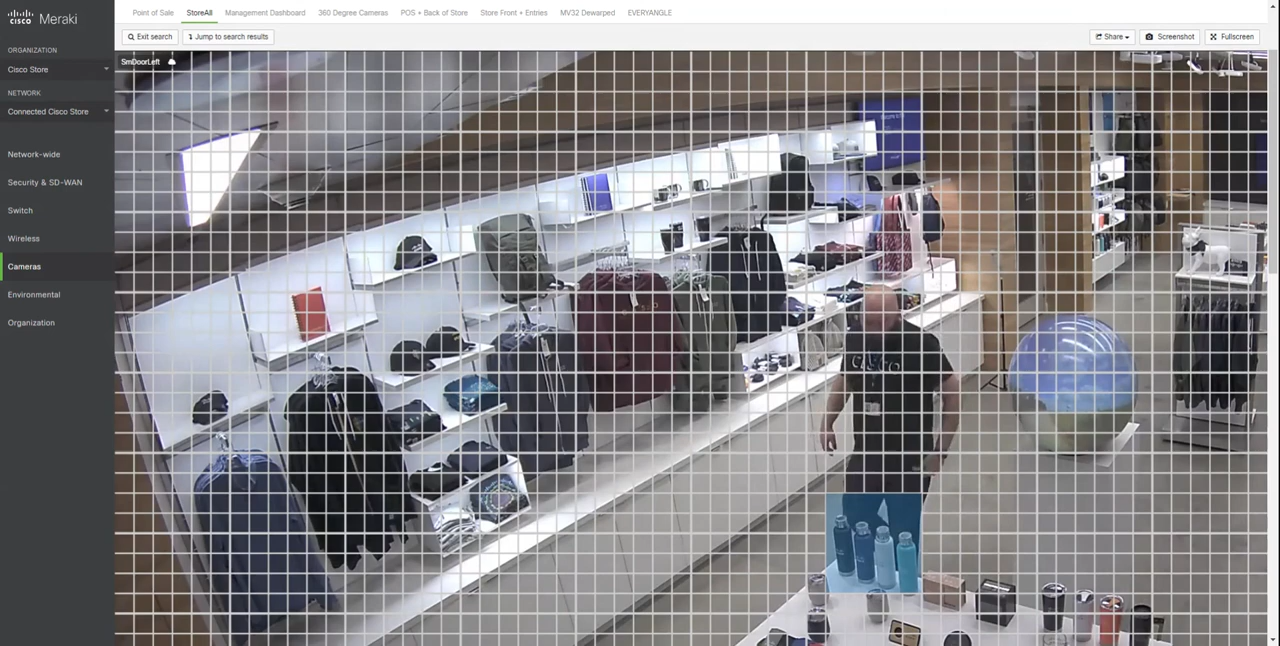 Point of Sale
StoreAll
Management Dashboard
360 Degree Cameras
POS + Back of Store
Store Front + Entries
MV32 Dewarped
EVERYANGLE
CISCO Meraki
Exit search
Jump to search results
Share
Screenshot
Fullscreen
ORGANIZATION
Cisco Store
NETWORK
Connected Cisco Store
Network-wide
Security & SD-WAN
Switch
Wireless
Cameras
Environmental
Organization
SmDoorLeft
CISCO